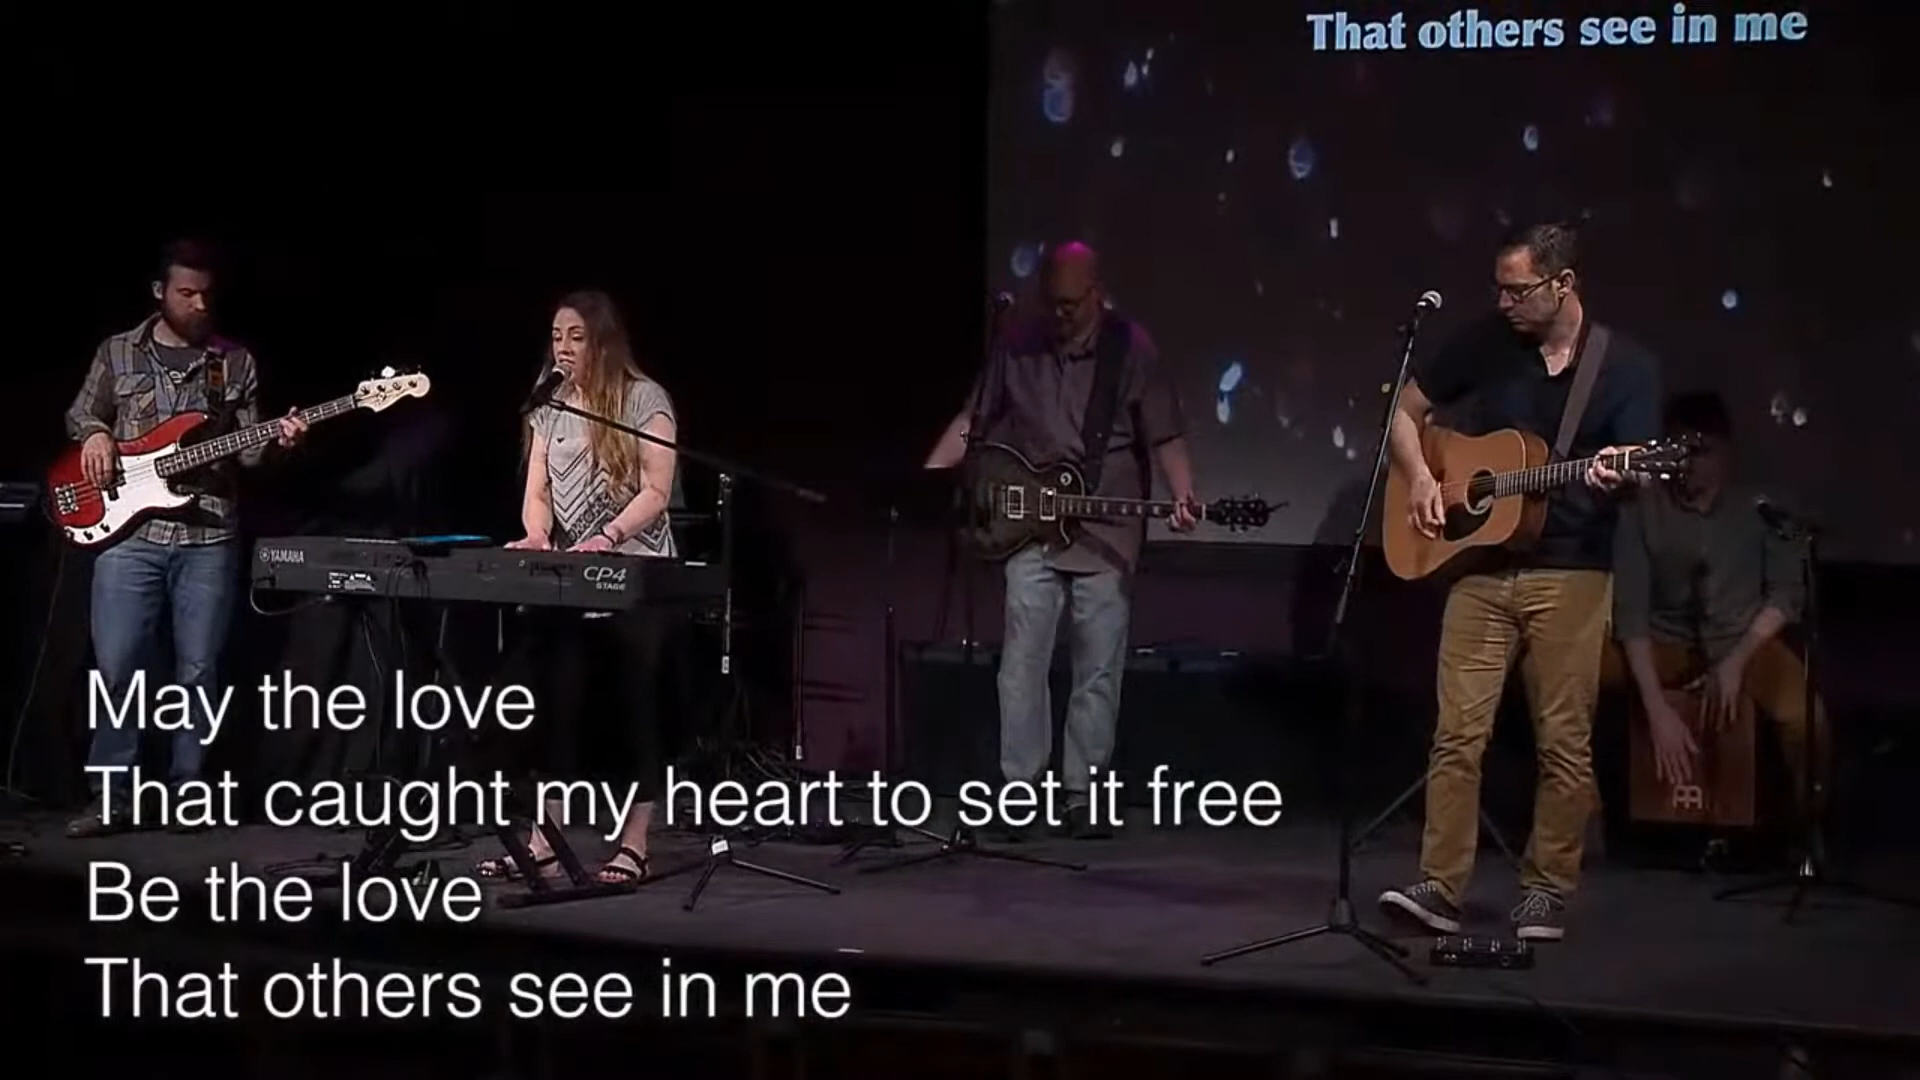 That others see in me
YAMAHA
CP4
STAGE
May the love
That caught my heart to set it free
Be the love
That others see in me